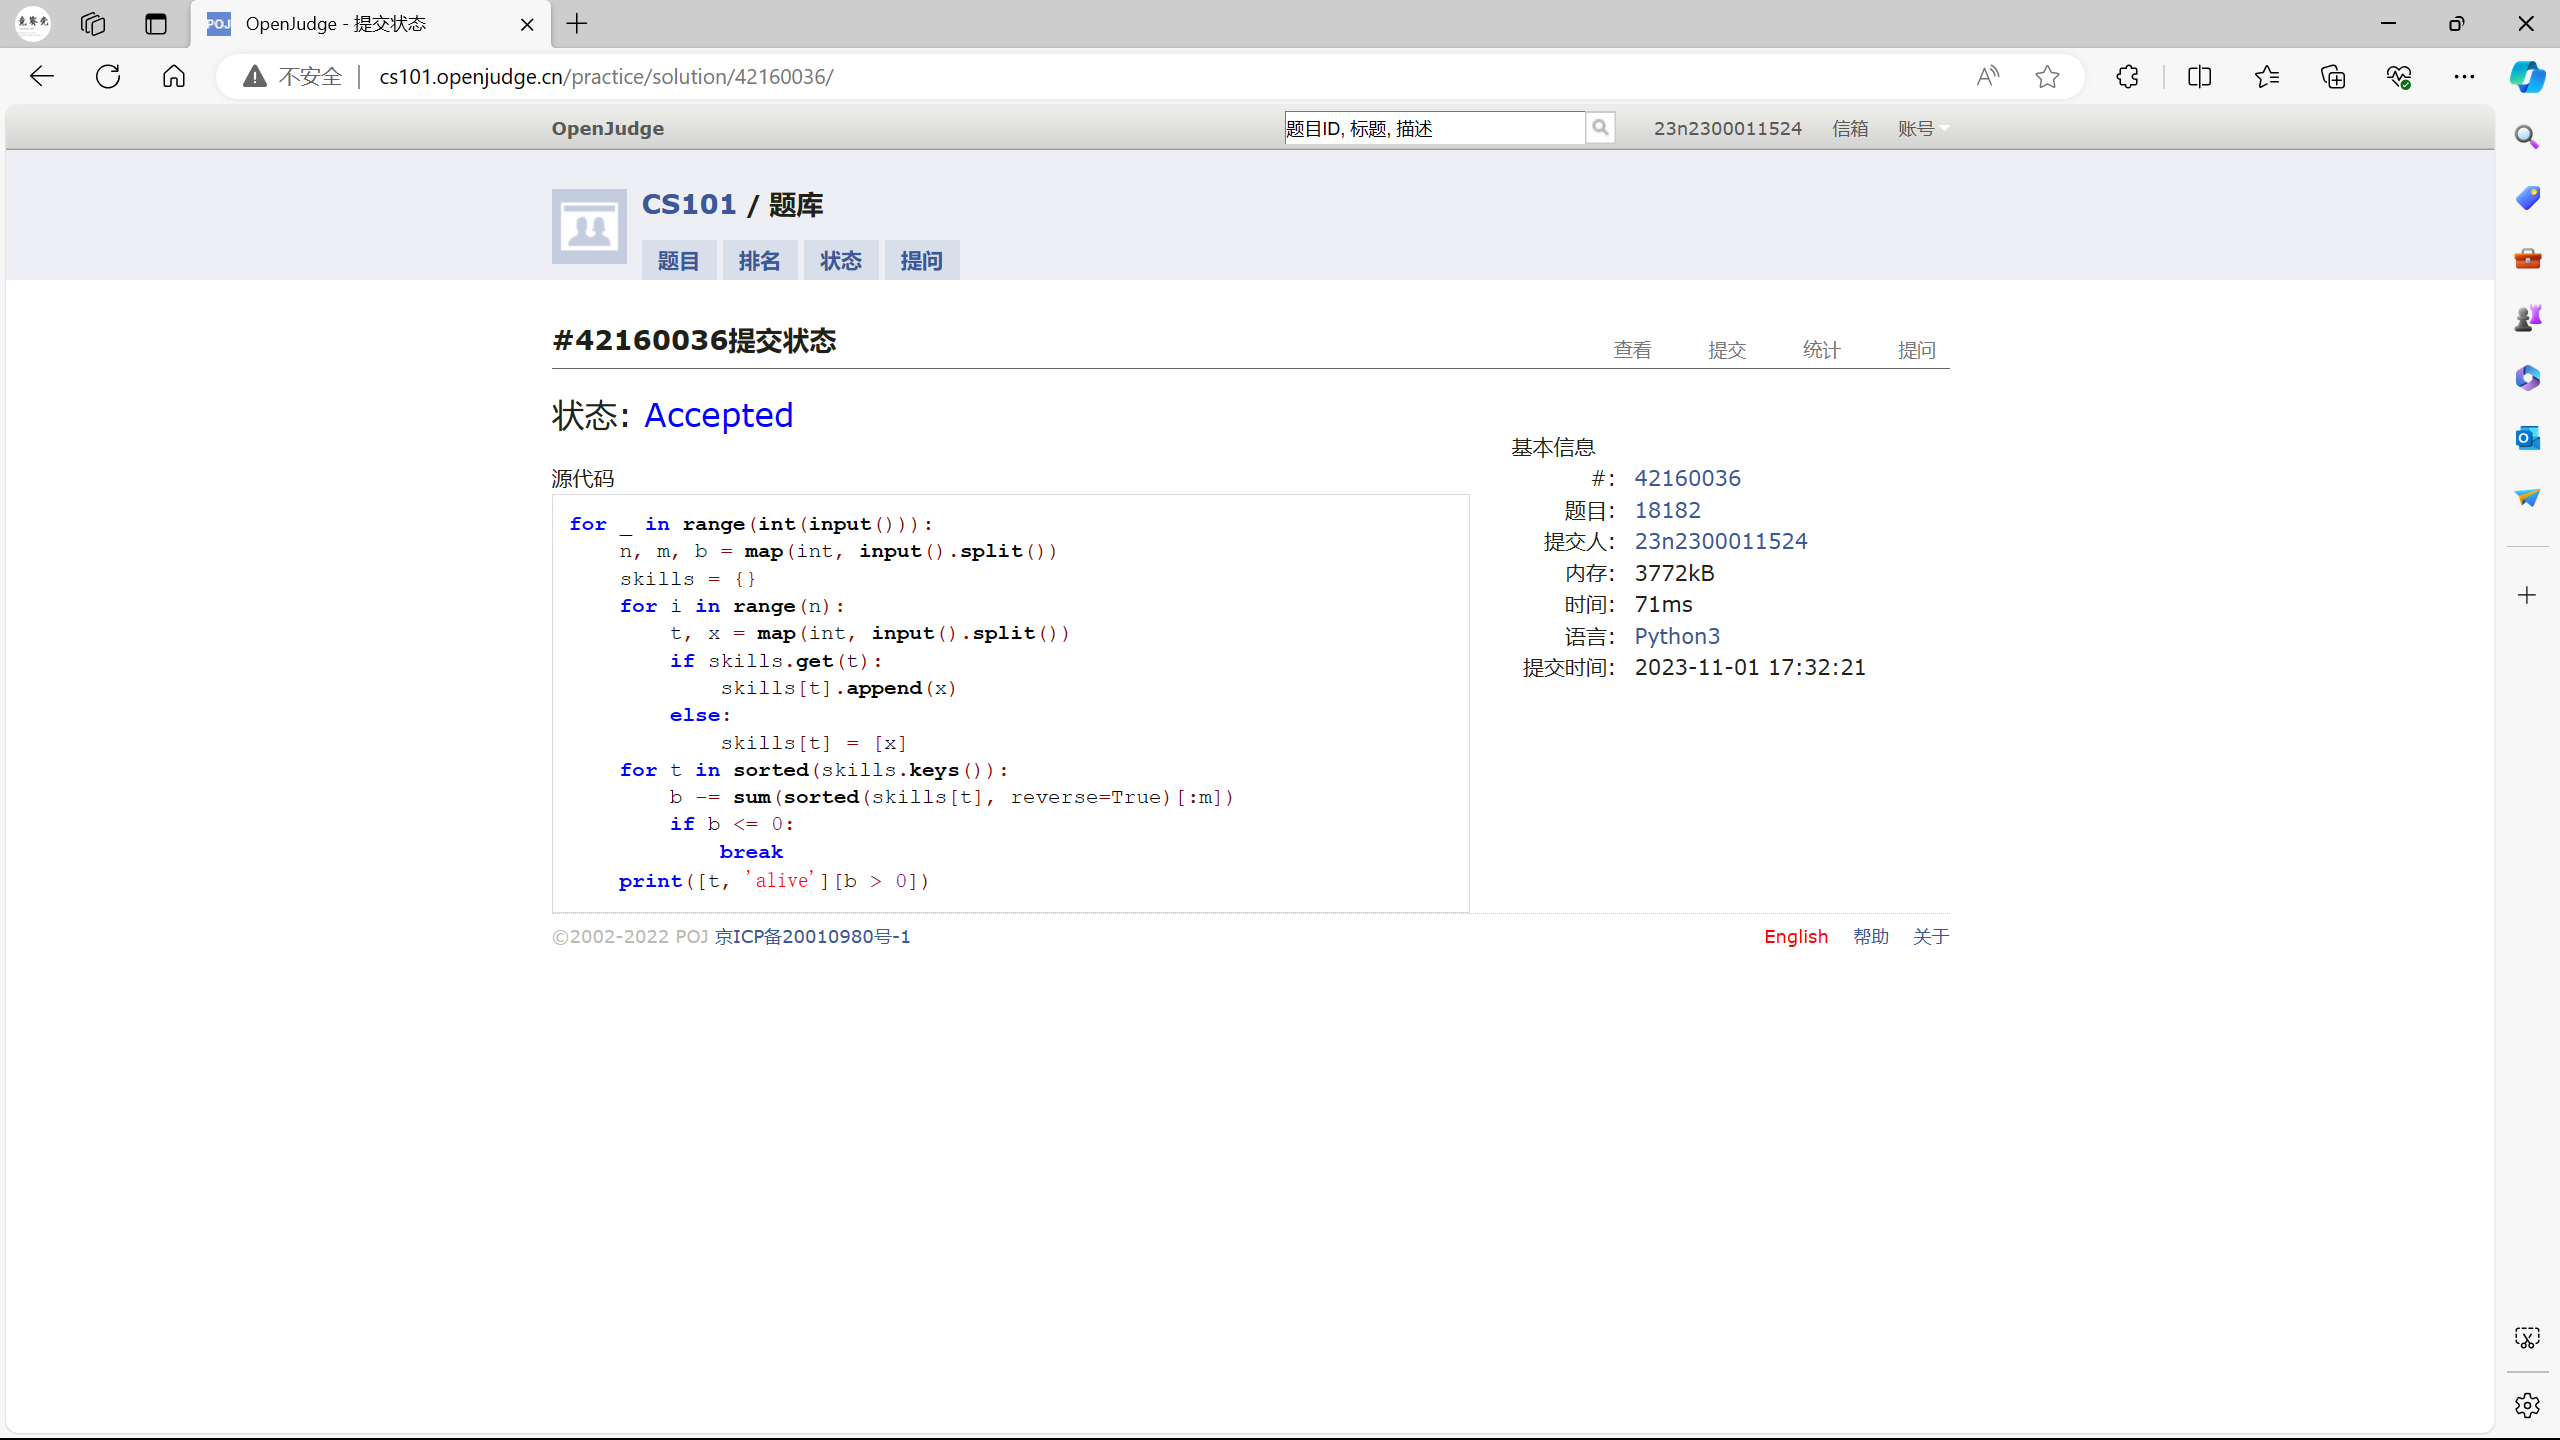 OpenJudge - 提交状态
不安全 cs101.openjudge.cn/practice/solution/42160036/
OpenJudge 题目ID, 标题, 描述 23n2300011524 信箱 账号
CS101 / 题库
题目 排名 状态 提问
#42160036提交状态 查看 提交 统计 提问
状态: Accepted
基本信息
#: 42160036
题目: 18182
提交人: 23n2300011524
内存: 3772kB
时间: 71ms
语言: Python3
提交时间: 2023-11-01 17:32:21
源代码
for _ in range(int(input())):
    n, m, b = map(int, input().split())
    skills = {}
    for i in range(n):
        t, x = map(int, input().split())
        if skills.get(t):
            skills[t].append(x)
        else:
            skills[t] = [x]
    for t in sorted(skills.keys()):
        b -= sum(sorted(skills[t], reverse=True)[:m])
        if b <= 0:
            break
    print([t, 'alive'][b > 0])
©2002-2022 POJ 京ICP备20010980号-1 English 帮助 关于